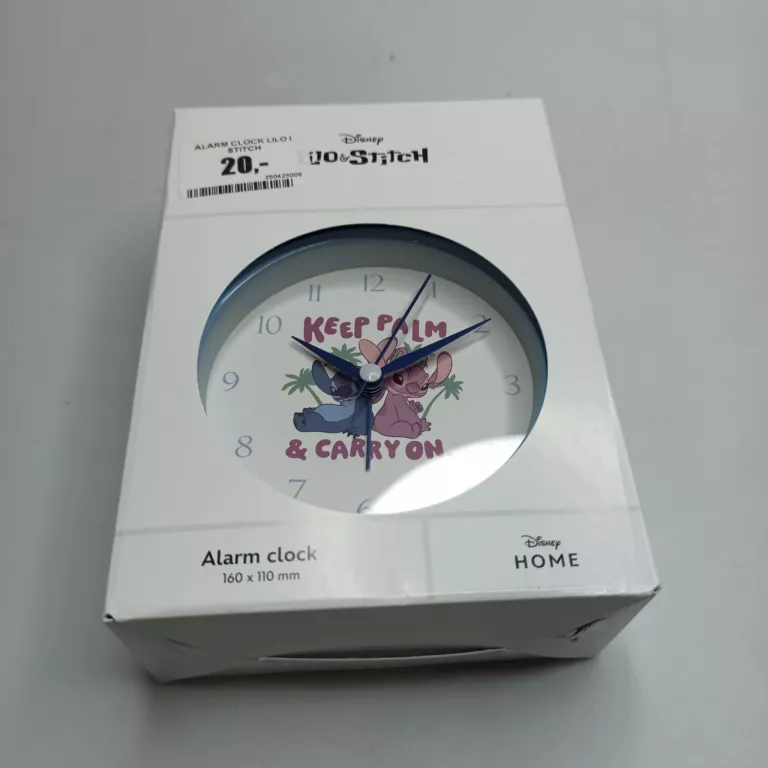 ALARM CLOCK LILO I
STITCH
20,-
260425006
Disney
LILO & STITCH
12
11
1
10
2
KEEP PALM
9
3
8
& CARRY ON
7
6
Alarm clock
160 x 110 mm
Disney
HOME